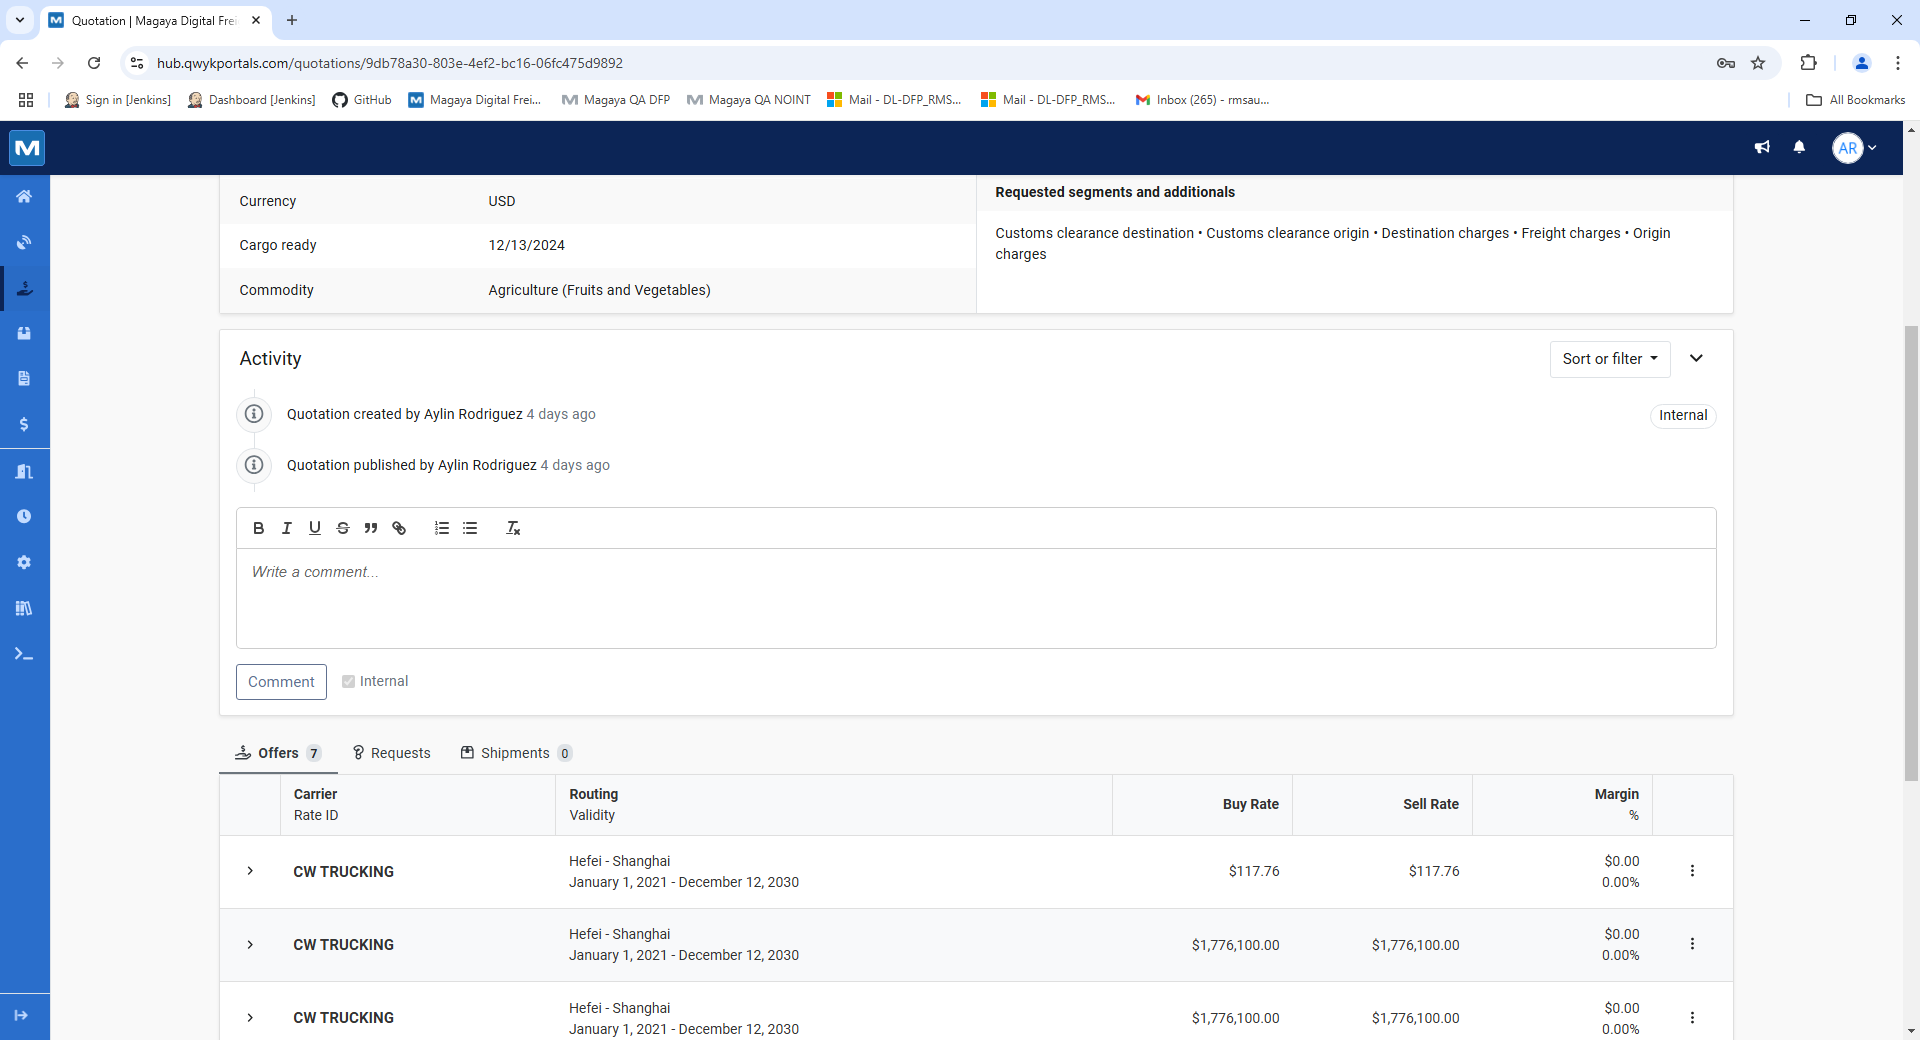 Quotation | Magaya Digital Frei
hub.qwykportals.com/quotations/9db78a30-803e-4ef2-bc16-06fc475d9892
Sign in [Jenkins]
Dashboard [Jenkins]
GitHub
Magaya Digital Frei...
Magaya QA DFP
Magaya QA NOINT
Mail - DL-DFP_RMS...
Mail - DL-DFP_RMS...
Inbox (265) - rmsau...
All Bookmarks
AR
Currency
USD
Cargo ready
12/13/2024
Commodity
Agriculture (Fruits and Vegetables)
Requested segments and additionals
Customs clearance destination • Customs clearance origin • Destination charges • Freight charges • Origin
charges
Activity
Sort or filter
Quotation created by Aylin Rodriguez 4 days ago
Internal
Quotation published by Aylin Rodriguez 4 days ago
Write a comment...
Comment
Internal
Offers 7
Requests
Shipments 0
Carrier
Rate ID
Routing
Validity
Buy Rate
Sell Rate
Margin
%
CW TRUCKING
Hefei - Shanghai
January 1, 2021 - December 12, 2030
$117.76
$117.76
$0.00
0.00%
CW TRUCKING
Hefei - Shanghai
January 1, 2021 - December 12, 2030
$1,776,100.00
$1,776,100.00
$0.00
0.00%
CW TRUCKING
Hefei - Shanghai
January 1, 2021 - December 12, 2030
$1,776,100.00
$1,776,100.00
$0.00
0.00%